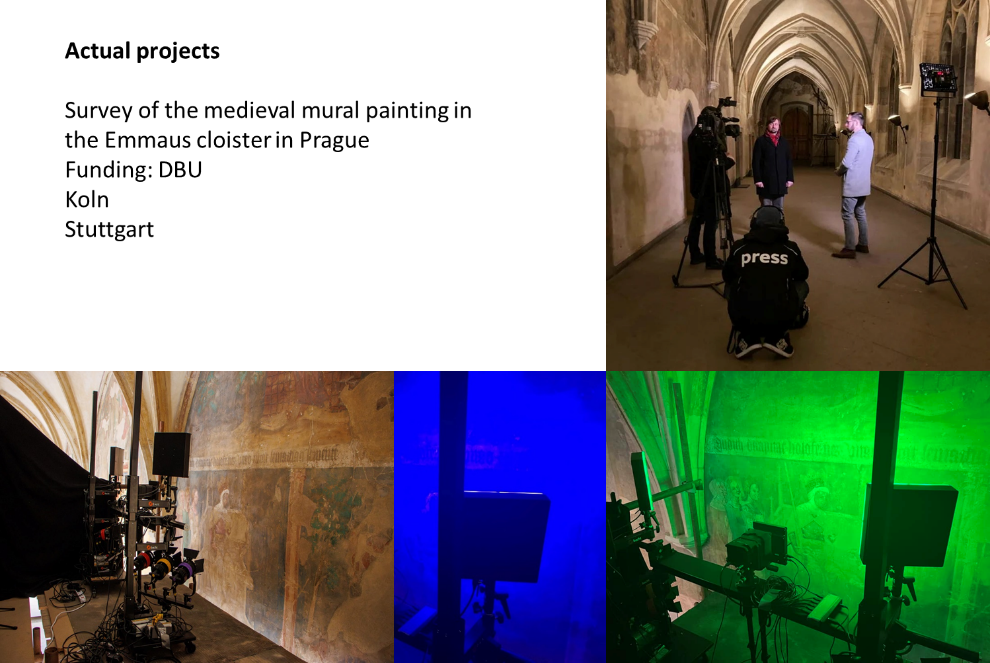 Actual projects
Survey of the medieval mural painting in
the Emmaus cloister in Prague
Funding: DBU
Koln
Stuttgart
press